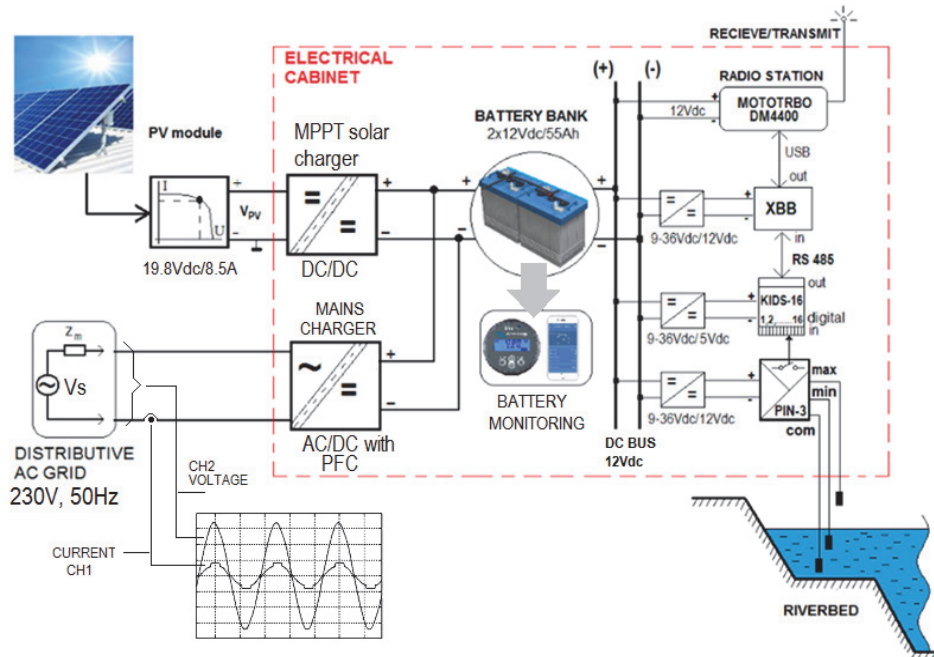 RECIEVE/TRANSMIT
ELECTRICAL
CABINET
(+)
(-)
RADIO STATION
MOTOTRBO
DM4400
+
12Vdc
-
USB
out
PV module
MPPT solar
charger
BATTERY BANK
2x12Vdc/55Ah
I
U
+
VPV
-
=
=
+
-
+
-
+
-
19.8Vdc/8.5A
DC/DC
=
=
+
-
XBB
9-36Vdc/12Vdc
in
RS 485
out
MAINS
CHARGER
=
=
+
-
KIDS-16
1,2,.....16
digital
in
9-36Vdc/5Vdc
Zm
Vs
~
=
+
-
BATTERY
MONITORING
=
=
+
-
max
min
PIN-3
com
9-36Vdc/12Vdc
AC/DC with
PFC
DC BUS
12Vdc
DISTRIBUTIVE
AC GRID
230V, 50Hz
CH2
VOLTAGE
CURRENT
CH1
RIVERBED